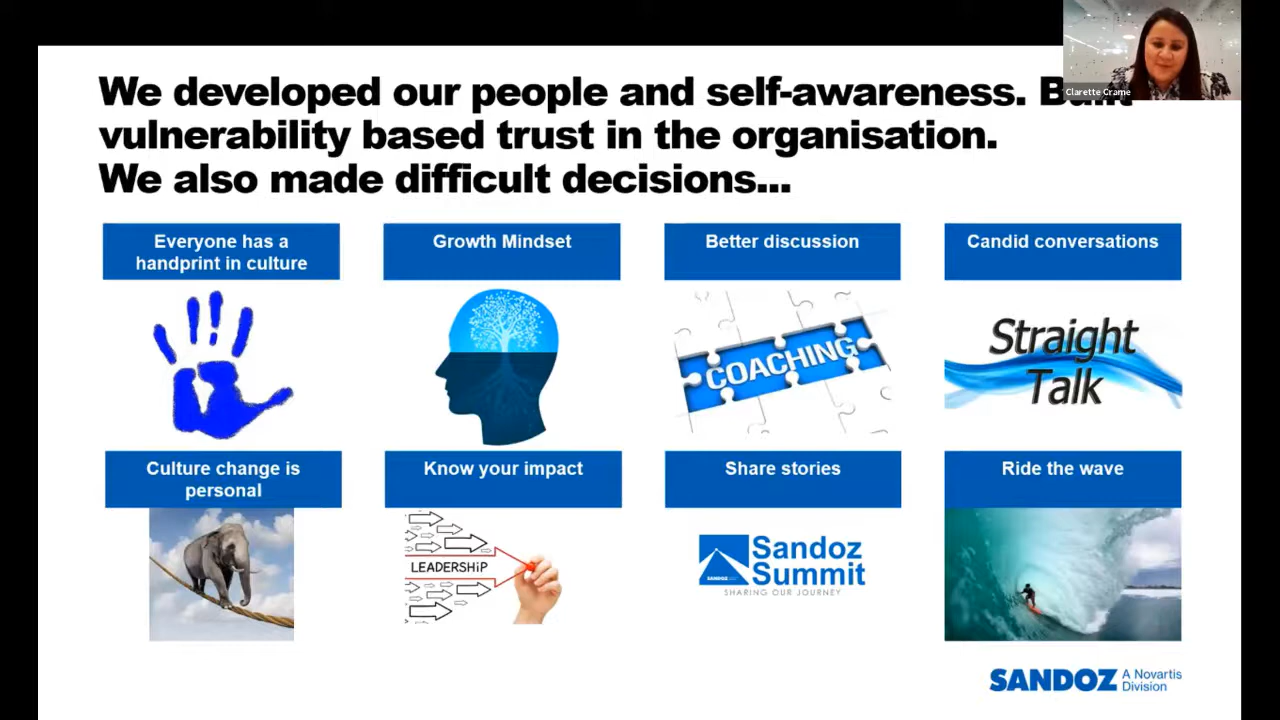 We developed our people and self-awareness. Built
vulnerability based trust in the organisation.
We also made difficult decisions...
Clarette Crame
Everyone has a
handprint in culture
Growth Mindset
Better discussion
Candid conversations
COACHING
Straight
Talk
Culture change is
personal
Know your impact
Share stories
Ride the wave
LEADERSHiP
Sandoz
Summit
SANDOZ
SHARING OUR JOURNEY
SANDOZ A Novartis
Division